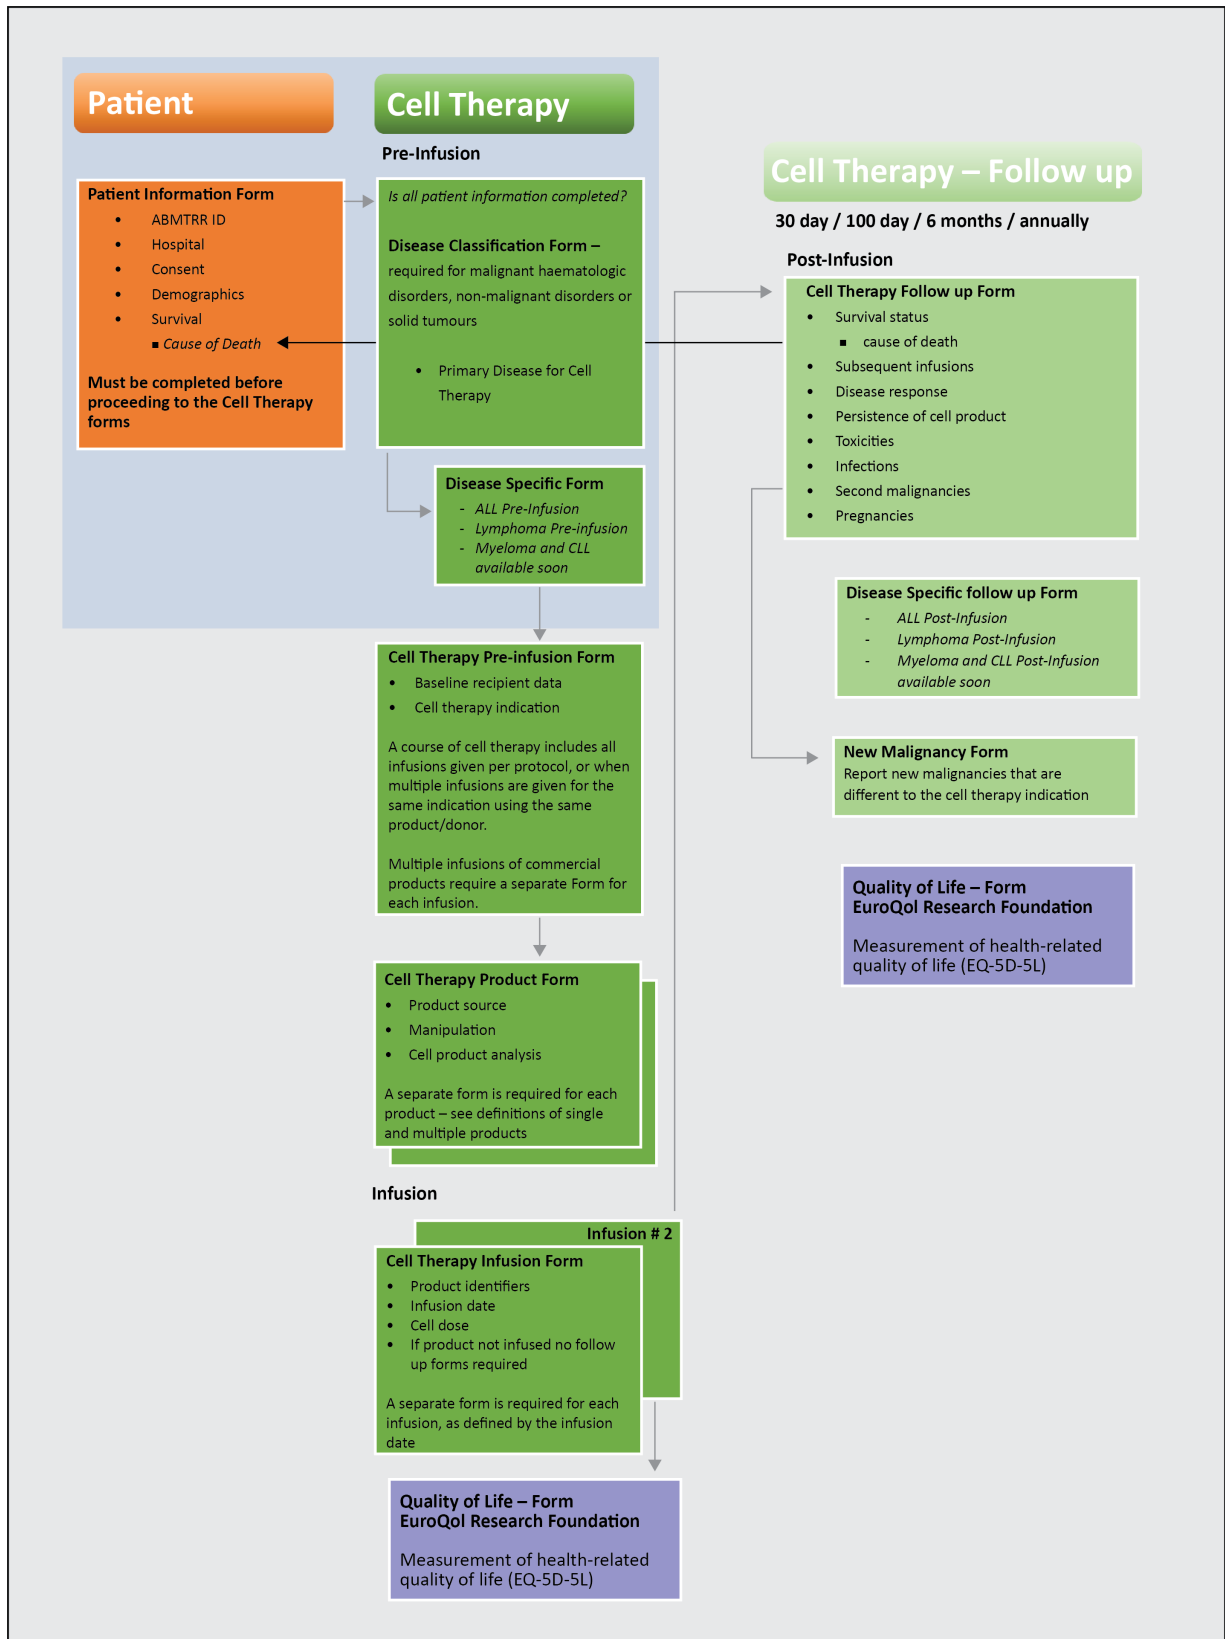 Patient
Patient Information Form
• ABMTRR ID
• Hospital
• Consent
• Demographics
• Survival
■ Cause of Death
Must be completed before
proceeding to the Cell Therapy
forms
Cell Therapy
Pre-Infusion
Is all patient information completed?
Disease Classification Form –
required for malignant haematologic
disorders, non-malignant disorders or
solid tumours
• Primary Disease for Cell
Therapy
Disease Specific Form
- ALL Pre-Infusion
- Lymphoma Pre-infusion
- Myeloma and CLL
available soon
Cell Therapy Pre-infusion Form
• Baseline recipient data
• Cell therapy indication
A course of cell therapy includes all
infusions given per protocol, or when
multiple infusions are given for the
same indication using the same
product/donor.
Multiple infusions of commercial
products require a separate Form for
each infusion.
Cell Therapy Product Form
• Product source
• Manipulation
• Cell product analysis
A separate form is required for each
product – see definitions of single
and multiple products
Infusion
Infusion # 2
Cell Therapy Infusion Form
• Product identifiers
• Infusion date
• Cell dose
• If product not infused no follow
up forms required
A separate form is required for each
infusion, as defined by the infusion
date
Quality of Life – Form
EuroQol Research Foundation
Measurement of health-related
quality of life (EQ-5D-5L)
Cell Therapy – Follow up
30 day / 100 day / 6 months / annually
Post-Infusion
Cell Therapy Follow up Form
• Survival status
■ cause of death
• Subsequent infusions
• Disease response
• Persistence of cell product
• Toxicities
• Infections
• Second malignancies
• Pregnancies
Disease Specific follow up Form
- ALL Post-Infusion
- Lymphoma Post-Infusion
- Myeloma and CLL Post-Infusion
available soon
New Malignancy Form
Report new malignancies that are
different to the cell therapy indication
Quality of Life – Form
EuroQol Research Foundation
Measurement of health-related
quality of life (EQ-5D-5L)